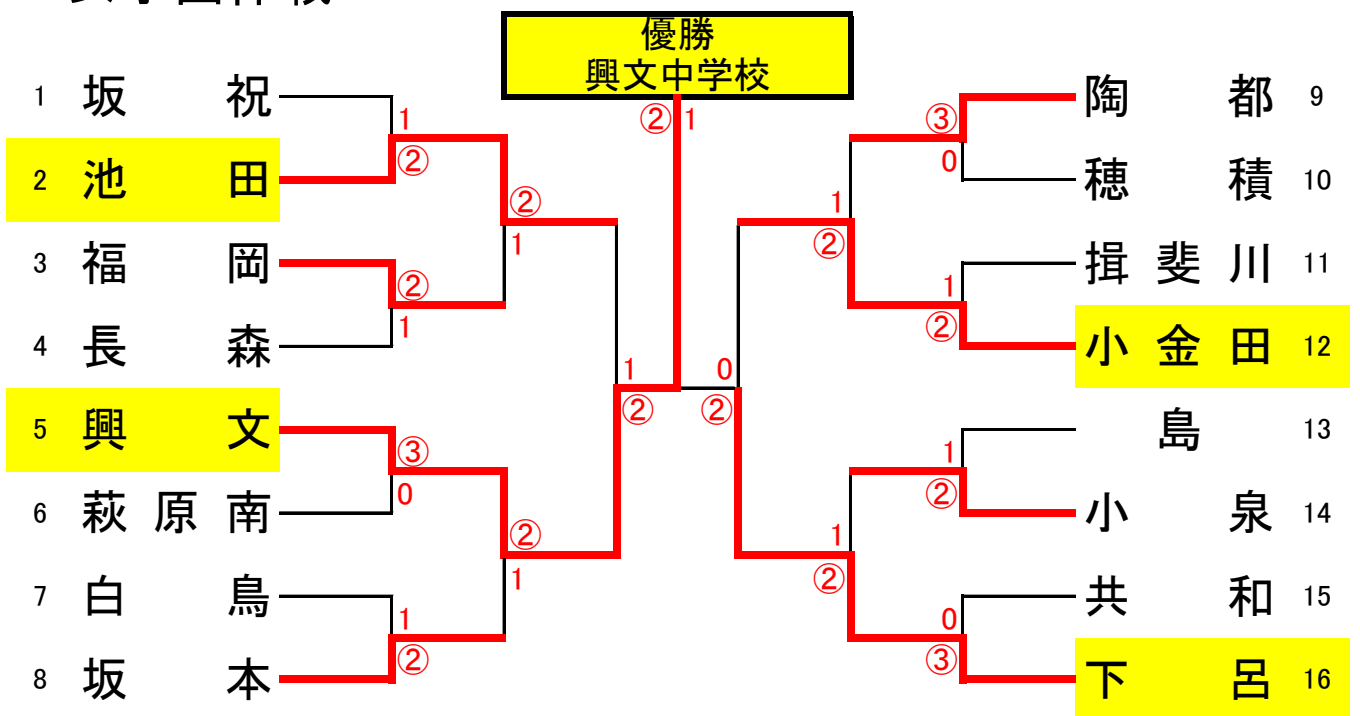 優勝
興文中学校
② 1
1 坂 祝
2 池 田
3 福 岡
4 長 森
5 興 文
6 萩 原 南
7 白 鳥
8 坂 本
1
②
②
1
③
0
1
②
②
1
②
1
1
②
0
②
1
②
1
②
③
0
1
②
1
②
0
③
陶 都 9
穂 積 10
揖 斐 川 11
小 金 田 12
島 13
小 泉 14
共 和 15
下 呂 16